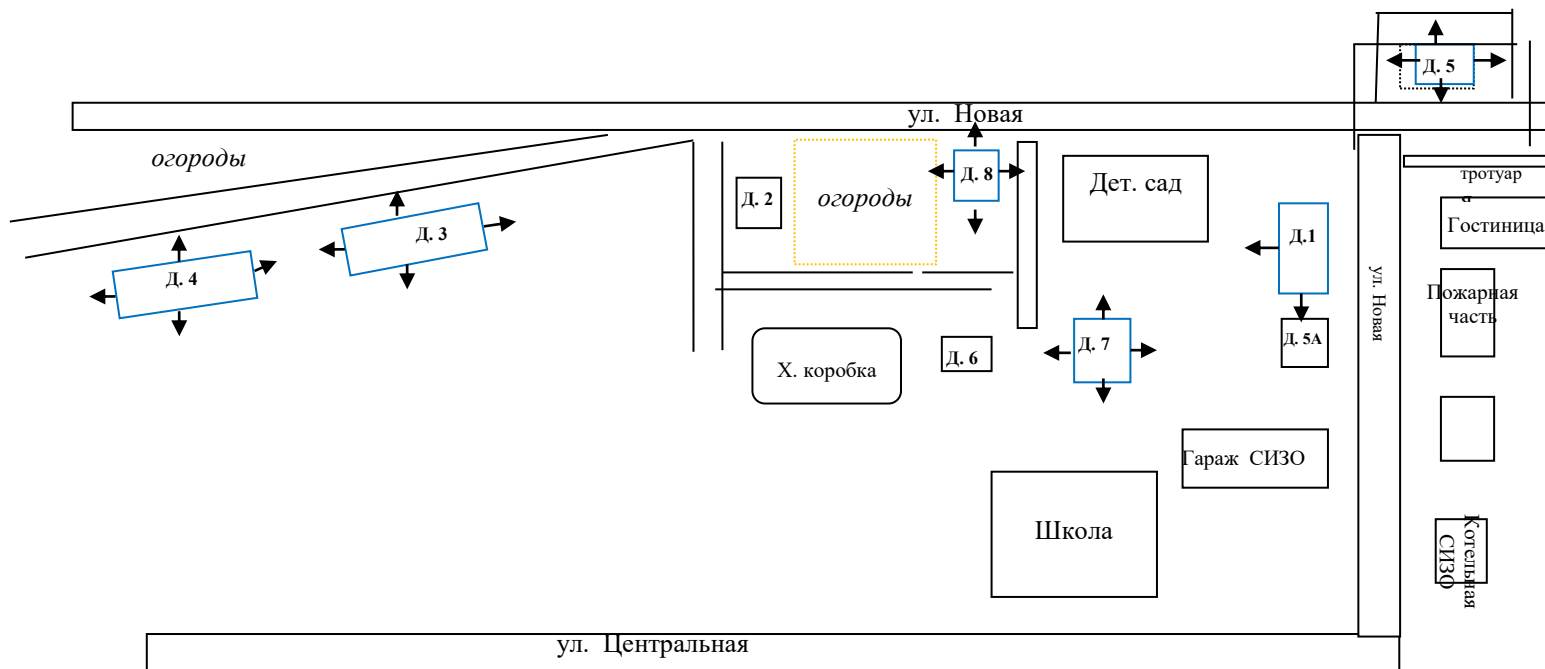 Д. 5
ул. Новая
огороды
тротуар
Д. 2
огороды
Д. 8
Дет. сад
Гостиница
Д. 3
Д.1
Д. 4
ул. Новая
Пожарная
часть
Д. 7
Д. 5А
Д. 6
Х. коробка
Гараж СИЗО
Школа
Котельная
СИЗО
ул. Центральная